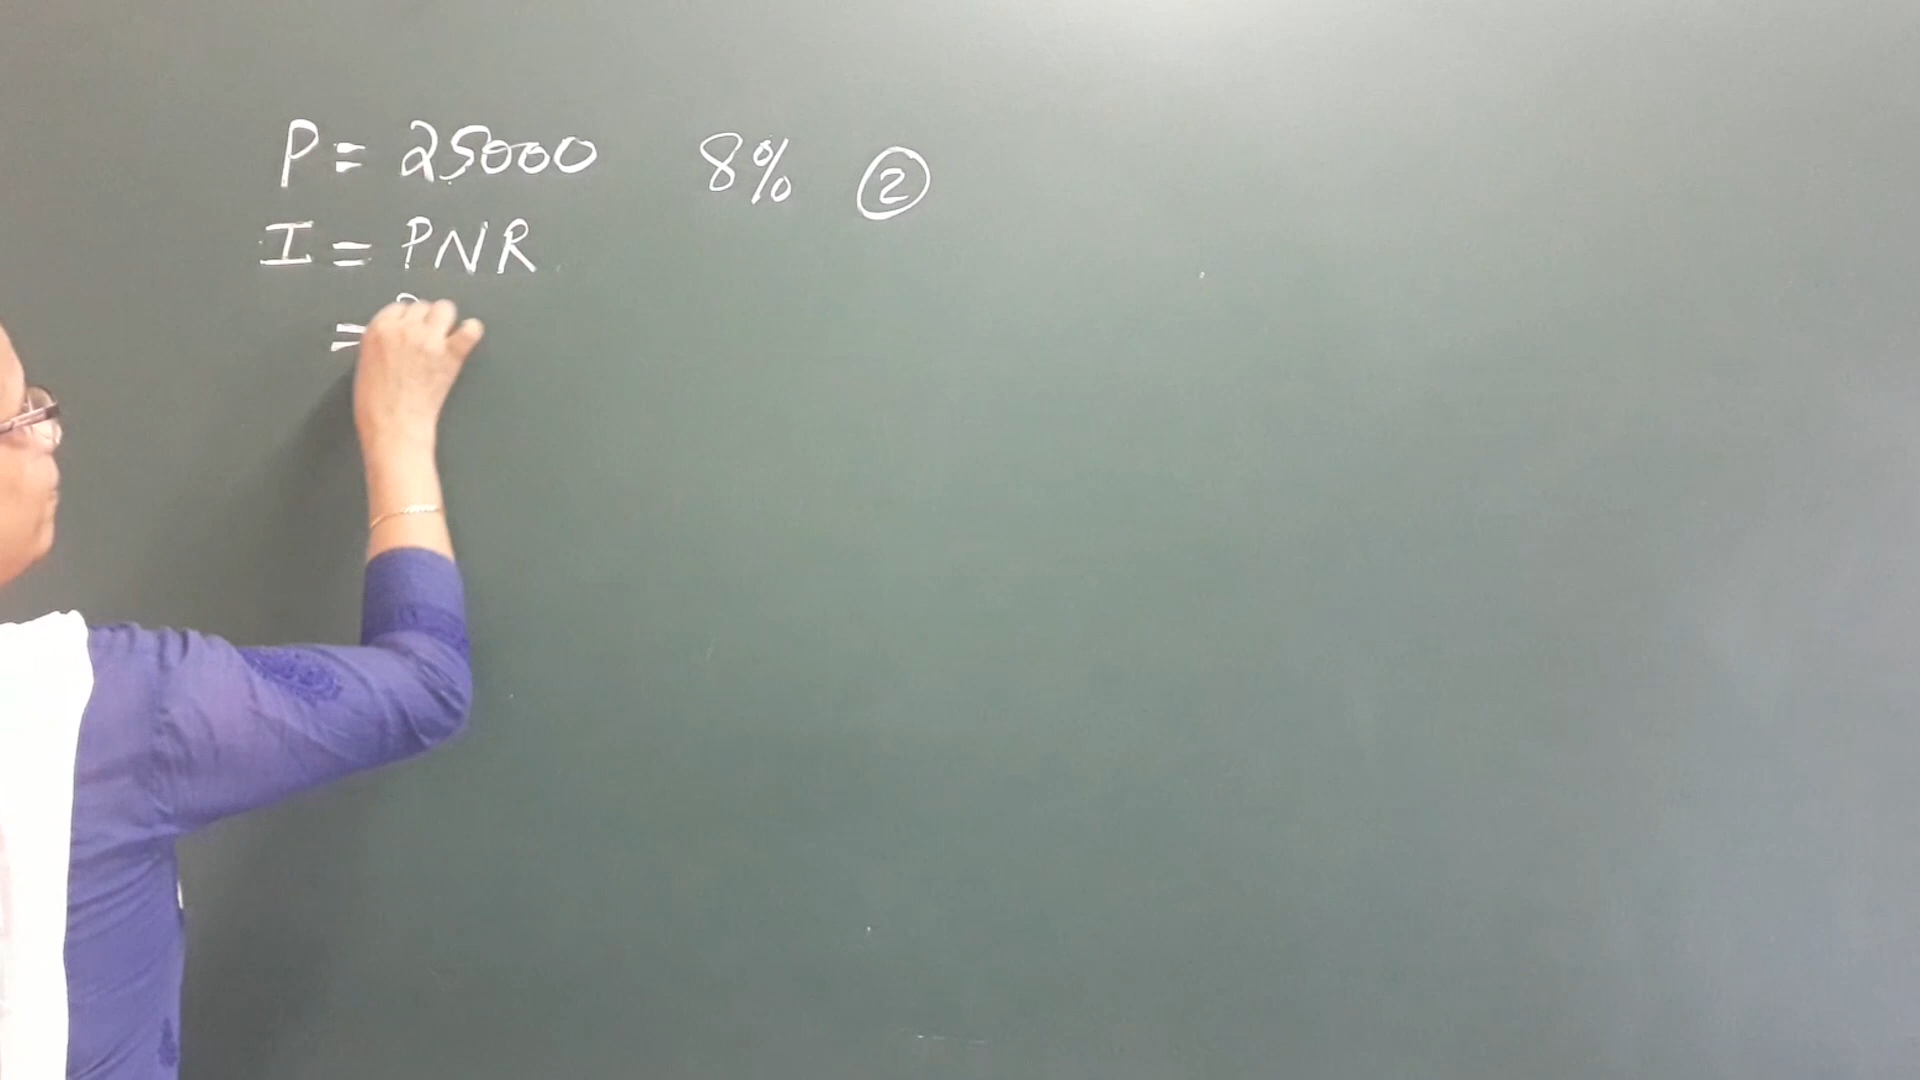 P = 25000 8% ②
I = PNR
=